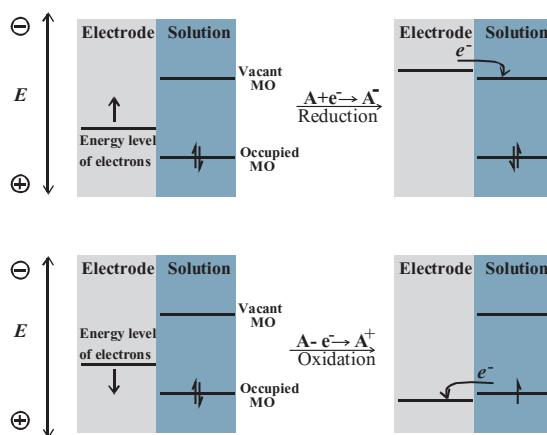 Electrode Solution
Vacant
MO
E
Energy level
of electrons
Occupied
MO
A+e⁻→ A⁻
Reduction
Electrode Solution
e⁻
Electrode Solution
Vacant
MO
E
Energy level
of electrons
Occupied
MO
A- e⁻→ A⁺
Oxidation
Electrode Solution
e⁻